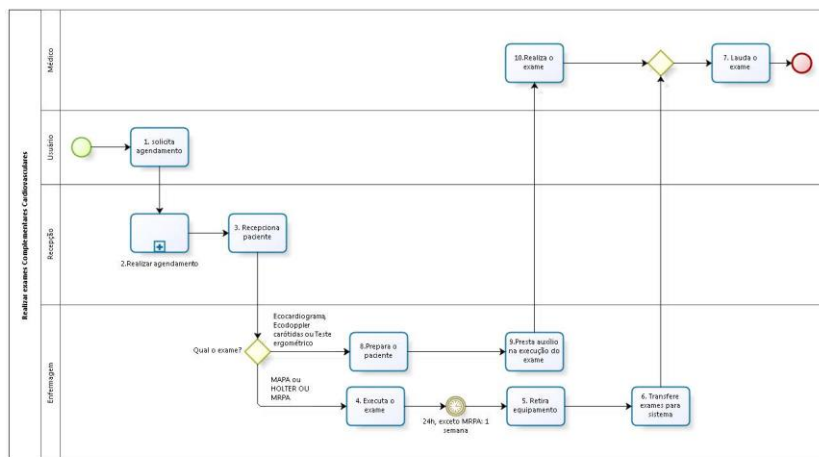 Realizar exames Complementares Cardiovasculares
Médico
10.Realiza o
exame
7. Lauda o
exame
Usuário
1. solicita
agendamento
Recepção
2.Realizar agendamento
3. Recepciona
paciente
Enfermagem
Qual o exame?
Ecocardiograma,
Ecodoppler
carótidas ou Teste
ergométrico
8.Prepara o
paciente
9.Presta auxílio
na execução do
exame
MAPA ou
HOLTER OU
MRPA
4. Executa o
exame
24h, exceto MRPA: 1
semana
5. Retira
equipamento
6. Transfere
exames para
sistema